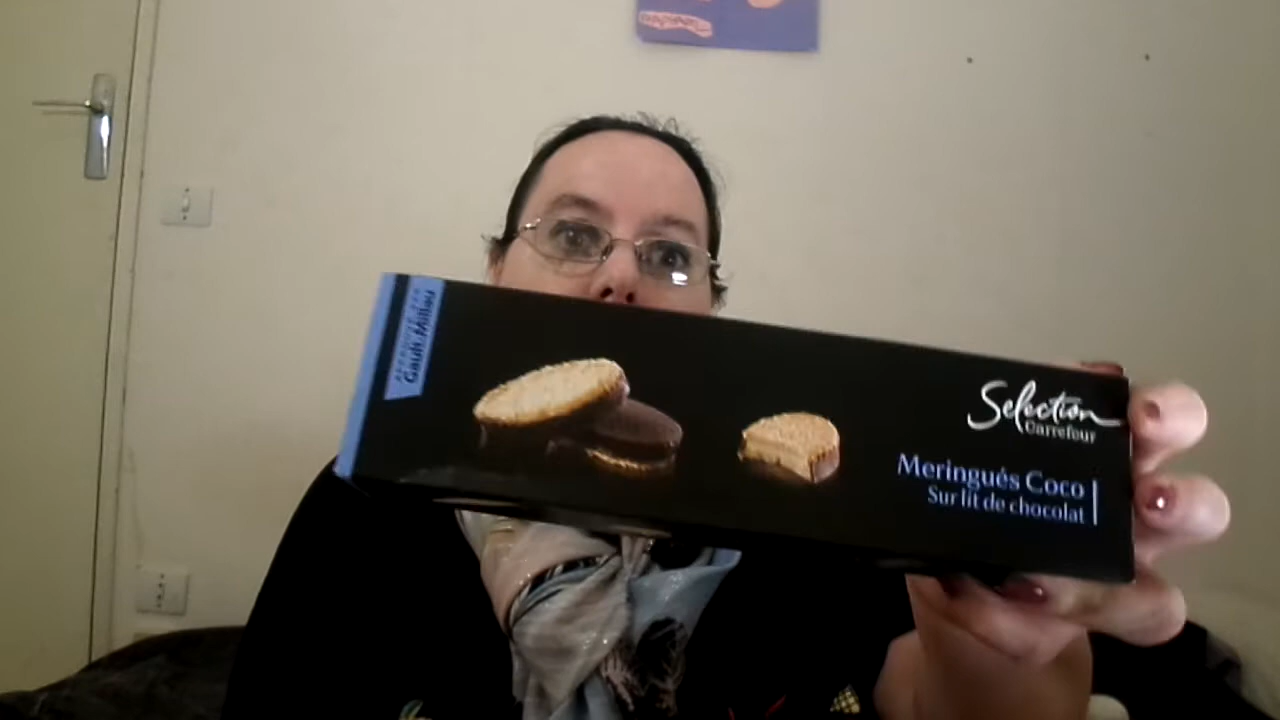 Gault&Millau
Selection
Carrefour
Meringués Coco
Sur lit de chocolat